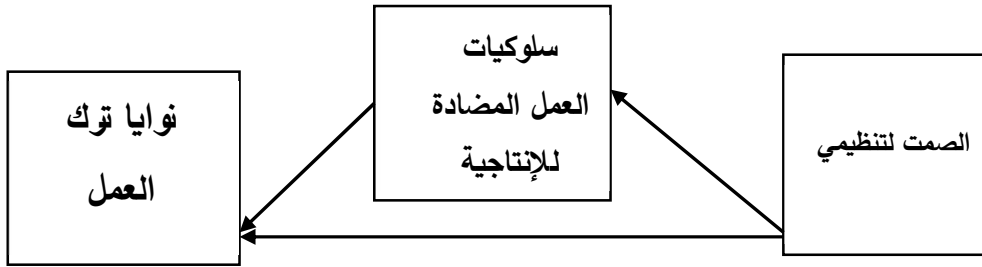 الصمت لتنظيمي
سلوكيات
العمل المضادة
للإنتاجية
نوايا ترك
العمل